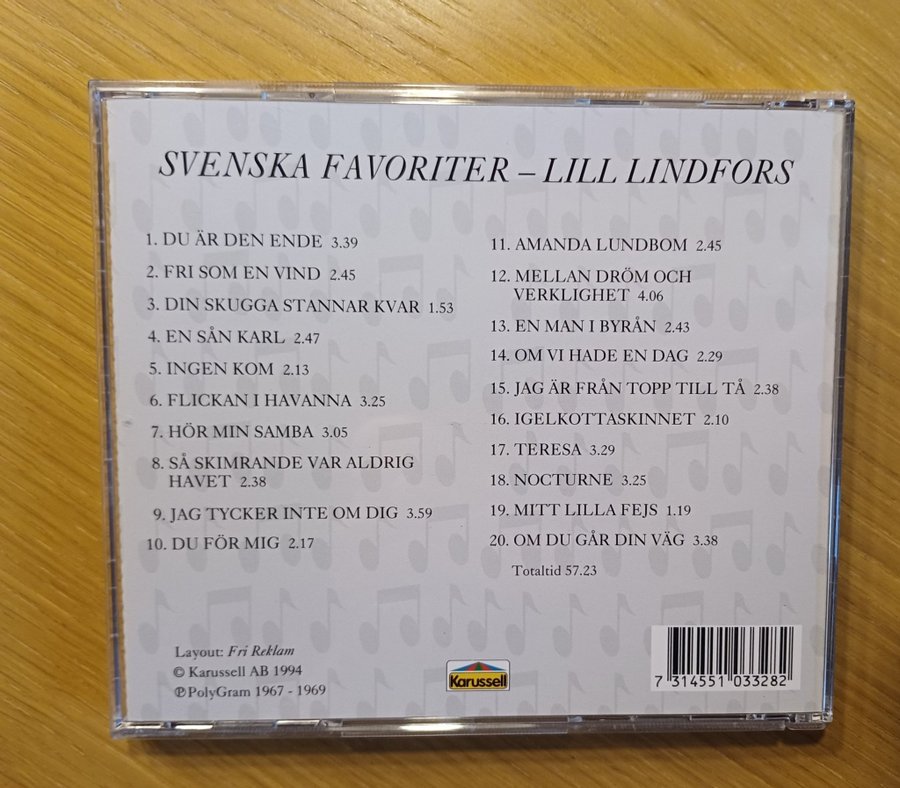 SVENSKA FAVORITER – LILL LINDFORS
1. DU ÄR DEN ENDE 3.39
2. FRI SOM EN VIND 2.45
3. DIN SKUGGA STANNAR KVAR 1.53
4. EN SÅN KARL 2.47
5. INGEN KOM 2.13
6. FLICKAN I HAVANNA 3.25
7. HÖR MIN SAMBA 3.05
8. SÅ SKIMRANDE VAR ALDRIG
HAVET 2.38
9. JAG TYCKER INTE OM DIG 3.59
10. DU FÖR MIG 2.17
11. AMANDA LUNDBOM 2.45
12. MELLAN DRÖM OCH
VERKLIGHET 4.06
13. EN MAN I BYRÅN 2.43
14. OM VI HADE EN DAG 2.29
15. JAG ÄR FRÅN TOPP TILL TÅ 2.38
16. IGELKOTTASKINNET 2.10
17. TERESA 3.29
18. NOCTURNE 3.25
19. MITT LILLA FEJS 1.19
20. OM DU GÅR DIN VÄG 3.38
Totaltid 57.23
Layout: Fri Reklam
© Karussell AB 1994
℗ PolyGram 1967 - 1969
Karussell
7 314551 033282